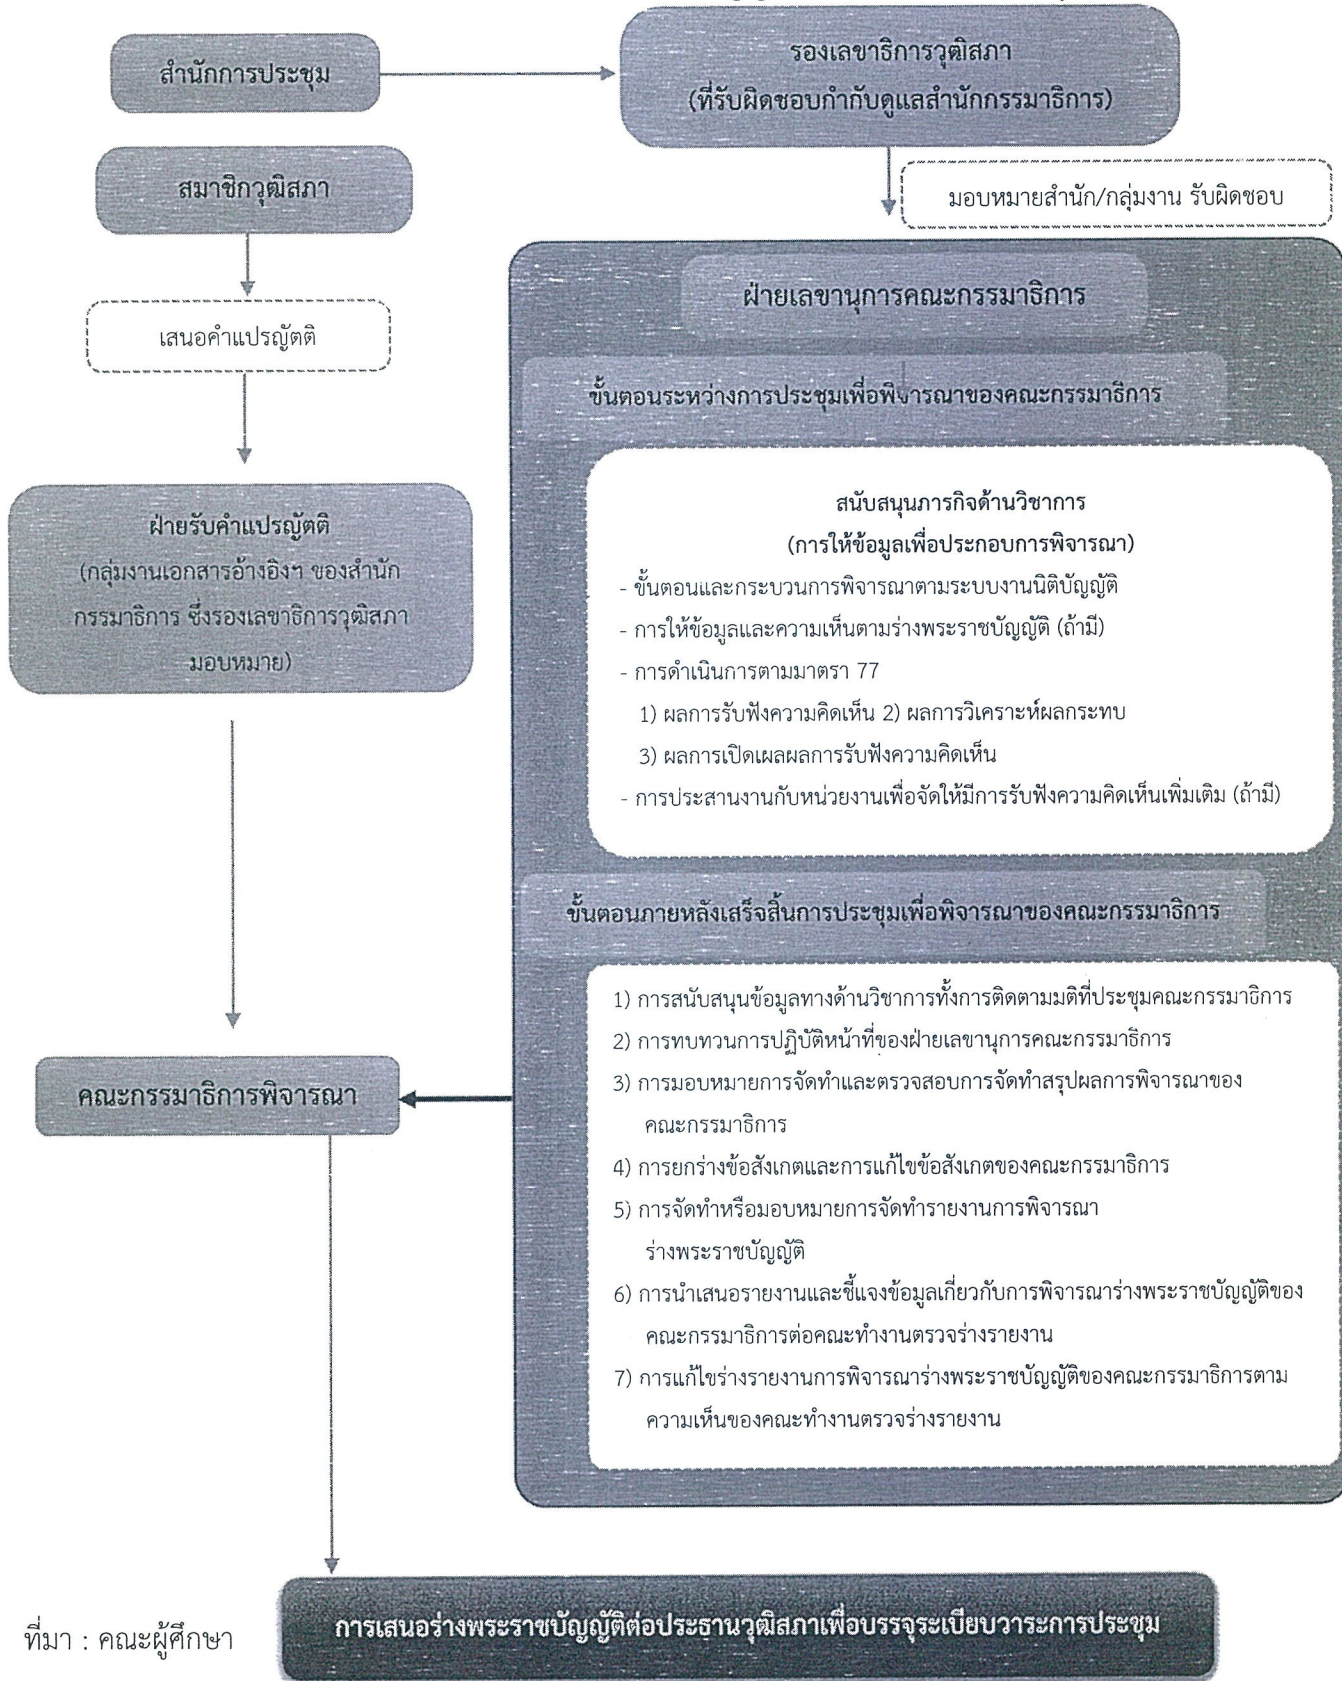 สำนักการประชุม
รองเลขาธิการวุฒิสภา
(ที่รับผิดชอบกำกับดูแลสำนักกรรมาธิการ)
สมาชิกวุฒิสภา
มอบหมายสำนัก/กลุ่มงาน รับผิดชอบ
เสนอคำแปรญัตติ
ฝ่ายรับคำแปรญัตติ
(กลุ่มงานเอกสารอ้างอิงฯ ของสำนัก
กรรมาธิการ ซึ่งรองเลขาธิการวุฒิสภา
มอบหมาย)
ฝ่ายเลขานุการคณะกรรมาธิการ
ขั้นตอนระหว่างการประชุมเพื่อพิจารณาของคณะกรรมาธิการ
สนับสนุนภารกิจด้านวิชาการ
(การให้ข้อมูลเพื่อประกอบการพิจารณา)
- ขั้นตอนและกระบวนการพิจารณาตามระบบงานนิติบัญญัติ
- การให้ข้อมูลและความเห็นตามร่างพระราชบัญญัติ (ถ้ามี)
- การดำเนินการตามมาตรา 77
1) ผลการรับฟังความคิดเห็น 2) ผลการวิเคราะห์ผลกระทบ
3) ผลการเปิดเผลผลการรับฟังความคิดเห็น
- การประสานงานกับหน่วยงานเพื่อจัดให้มีการรับฟังความคิดเห็นเพิ่มเติม (ถ้ามี)
ขั้นตอนภายหลังเสร็จสิ้นการประชุมเพื่อพิจารณาของคณะกรรมาธิการ
1) การสนับสนุนข้อมูลทางด้านวิชาการทั้งการติดตามมติที่ประชุมคณะกรรมาธิการ
2) การทบทวนการปฏิบัติหน้าที่ของฝ่ายเลขานุการคณะกรรมาธิการ
3) การมอบหมายการจัดทำและตรวจสอบการจัดทำสรุปผลการพิจารณาของ
คณะกรรมาธิการ
4) การยกร่างข้อสังเกตและการแก้ไขข้อสังเกตของคณะกรรมาธิการ
5) การจัดทำหรือมอบหมายการจัดทำรายงานการพิจารณา
ร่างพระราชบัญญัติ
6) การนำเสนอรายงานและชี้แจงข้อมูลเกี่ยวกับการพิจารณาร่างพระราชบัญญัติของ
คณะกรรมาธิการต่อคณะทำงานตรวจร่างรายงาน
7) การแก้ไขร่างรายงานการพิจารณาร่างพระราชบัญญัติของคณะกรรมาธิการตาม
ความเห็นของคณะทำงานตรวจร่างรายงาน
คณะกรรมาธิการพิจารณา
การเสนอร่างพระราชบัญญัติต่อประธานวุฒิสภาเพื่อบรรจุระเบียบวาระการประชุม
ที่มา : คณะผู้ศึกษา